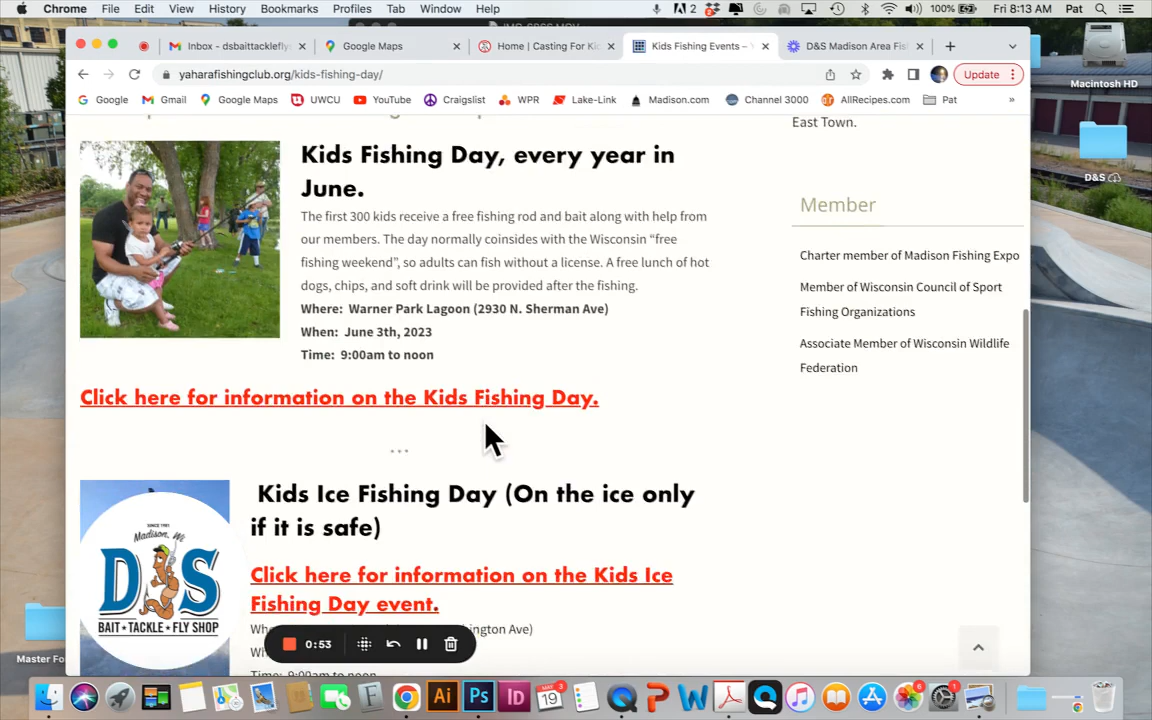 Chrome File Edit View History Bookmarks Profiles Tab Window Help 2 100% Fri 8:13 AM Pat
Inbox - dsbaittacklefly Google Maps Home | Casting For Kid Kids Fishing Events – D&S Madison Area Fis
yaharafishingclub.org/kids-fishing-day/ Update
Google Gmail Google Maps UWCU YouTube Craigslist WPR Lake-Link Madison.com Channel 3000 AllRecipes.com Pat »
Macintosh HD
D&S
East Town.
Kids Fishing Day, every year in
June.
The first 300 kids receive a free fishing rod and bait along with help from
our members. The day normally coinsides with the Wisconsin “free
fishing weekend”, so adults can fish without a license. A free lunch of hot
dogs, chips, and soft drink will be provided after the fishing.
Where: Warner Park Lagoon (2930 N. Sherman Ave)
When: June 3th, 2023
Time: 9:00am to noon
Click here for information on the Kids Fishing Day.
Member
Charter member of Madison Fishing Expo
Member of Wisconsin Council of Sport
Fishing Organizations
Associate Member of Wisconsin Wildlife
Federation
Kids Ice Fishing Day (On the ice only
if it is safe)
Click here for information on the Kids Ice
Fishing Day event.
SINCE 1981
Madison, WI
D&S
BAIT★TACKLE★FLY SHOP
ington Ave)
0:53
Master Fo
19